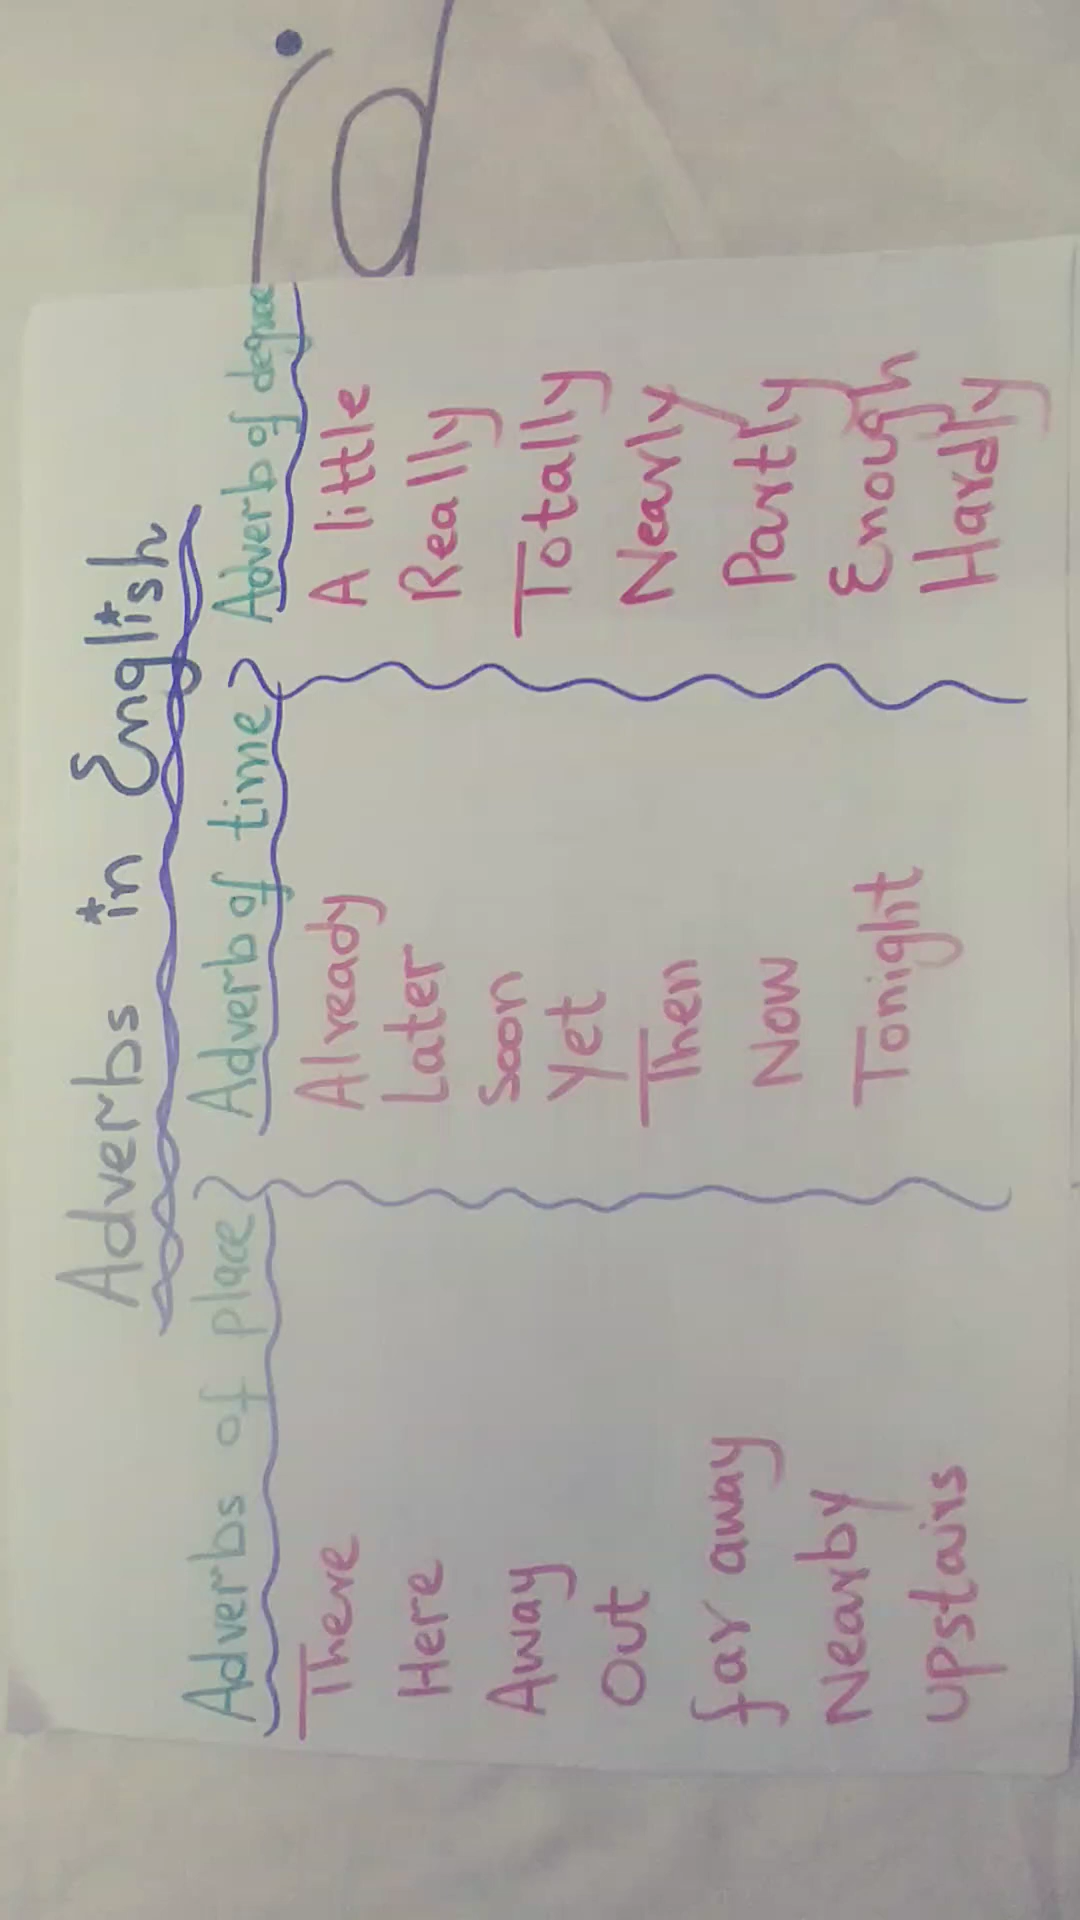 Adverbs in English
Adverbs of place
There
Here
Away
Out
far away
Nearby
upstairs
Adverb of time
Already
Later
Soon
Yet
Then
Now
Tonight
Adverb of degree
A little
Really
Totally
Nearly
Partly
Enough
Hardly